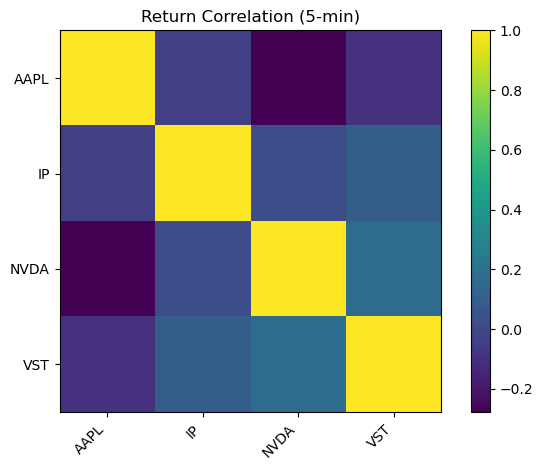 Return Correlation (5-min)
AAPL
IP
NVDA
VST
AAPL
IP
NVDA
VST
1.0
0.8
0.6
0.4
0.2
0.0
−0.2